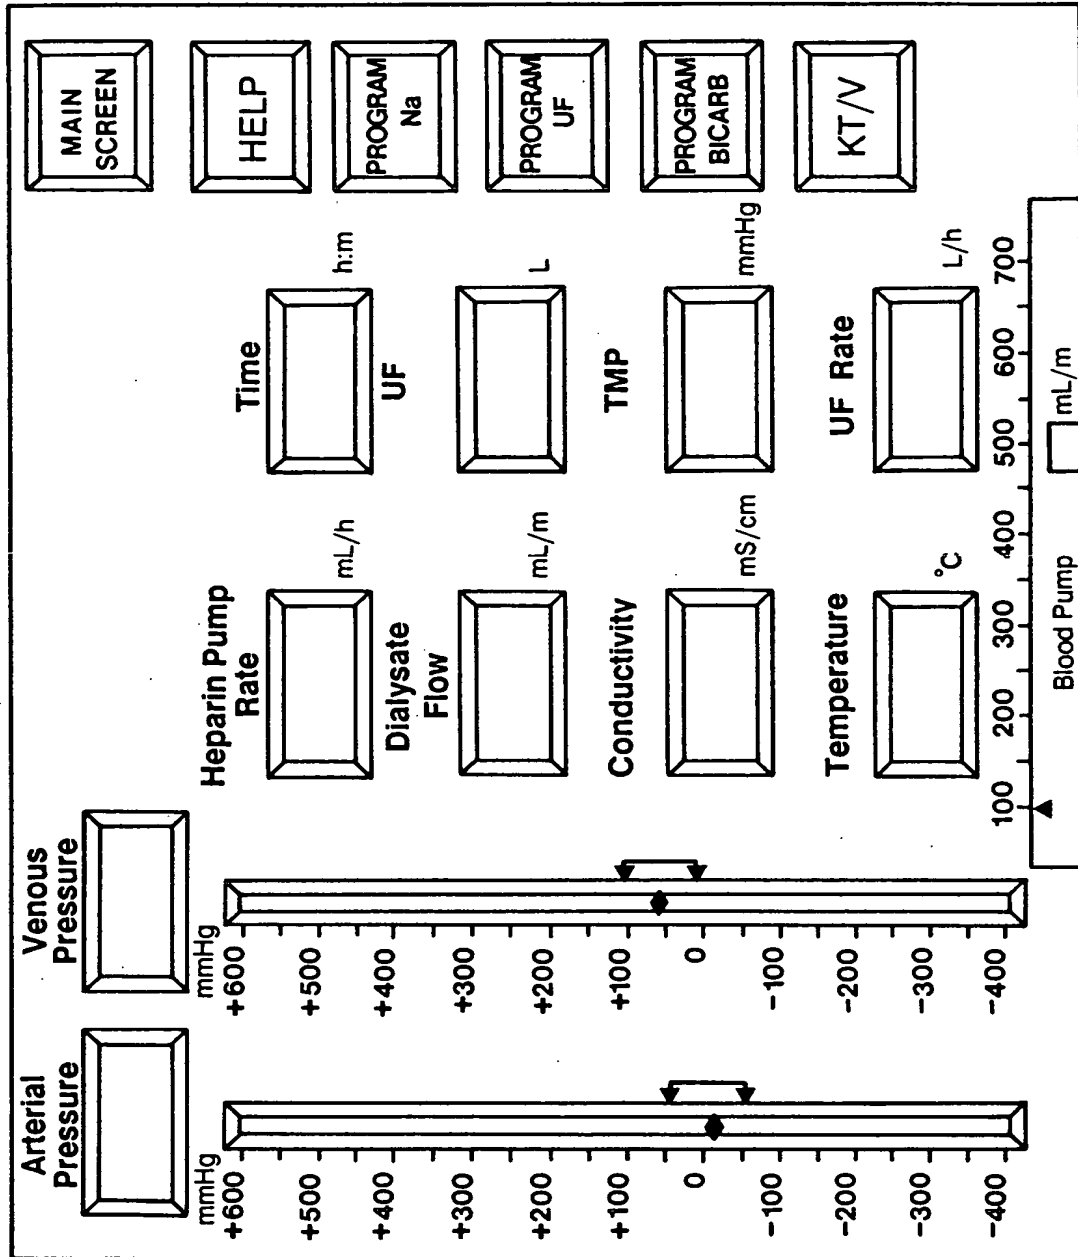 Arterial
Pressure
mmHg
+600
+500
+400
+300
+200
+100
0
-100
-200
-300
-400
Venous
Pressure
mmHg
+600
+500
+400
+300
+200
+100
0
-100
-200
-300
-400
Heparin Pump
Rate
mL/h
Dialysate
Flow
mL/m
Conductivity
mS/cm
Temperature
°C
Time
h:m
UF
L
TMP
mmHg
UF Rate
L/h
100 200 300 400 500 600 700
Blood Pump
mL/m
MAIN
SCREEN
HELP
PROGRAM
Na
PROGRAM
UF
PROGRAM
BICARB
KT/V